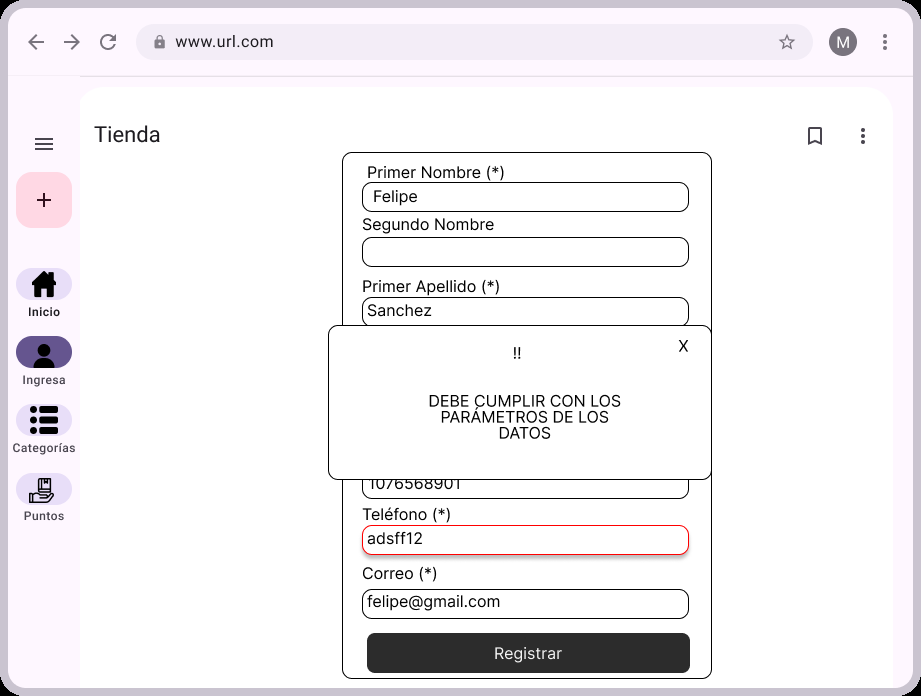 www.url.com
M
Tienda
+
Inicio
Ingresa
Categorías
Puntos
Primer Nombre (*)
Felipe
Segundo Nombre
Primer Apellido (*)
Sanchez
X
!!
DEBE CUMPLIR CON LOS
PARÁMETROS DE LOS
DATOS
1076568901
Teléfono (*)
adsff12
Correo (*)
felipe@gmail.com
Registrar